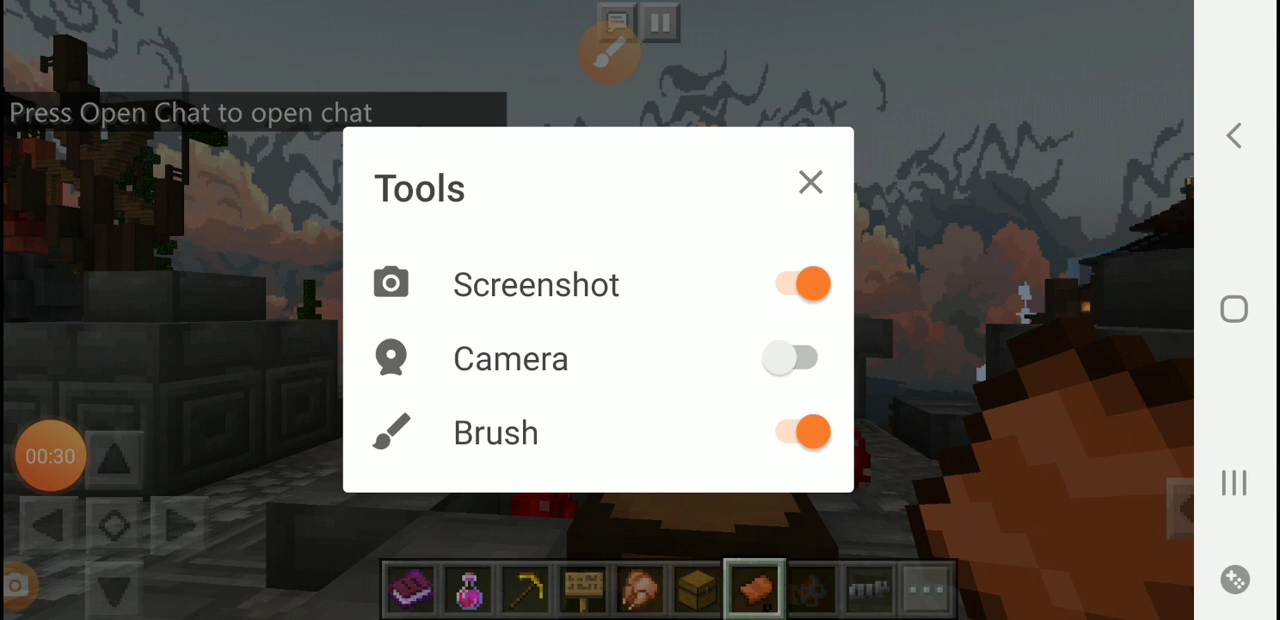 Press Open Chat to open chat
Tools
Screenshot
Camera
Brush
00:30